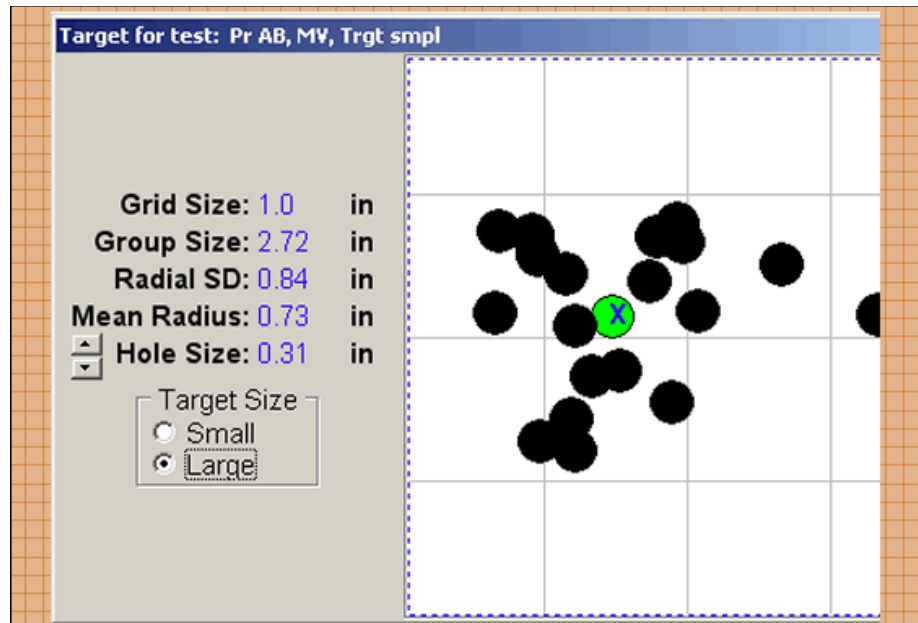 Target for test: Pr AB, MV, Trgt smpl
Grid Size: 1.0 in
Group Size: 2.72 in
Radial SD: 0.84 in
Mean Radius: 0.73 in
Hole Size: 0.31 in
Target Size
Small
Large
X